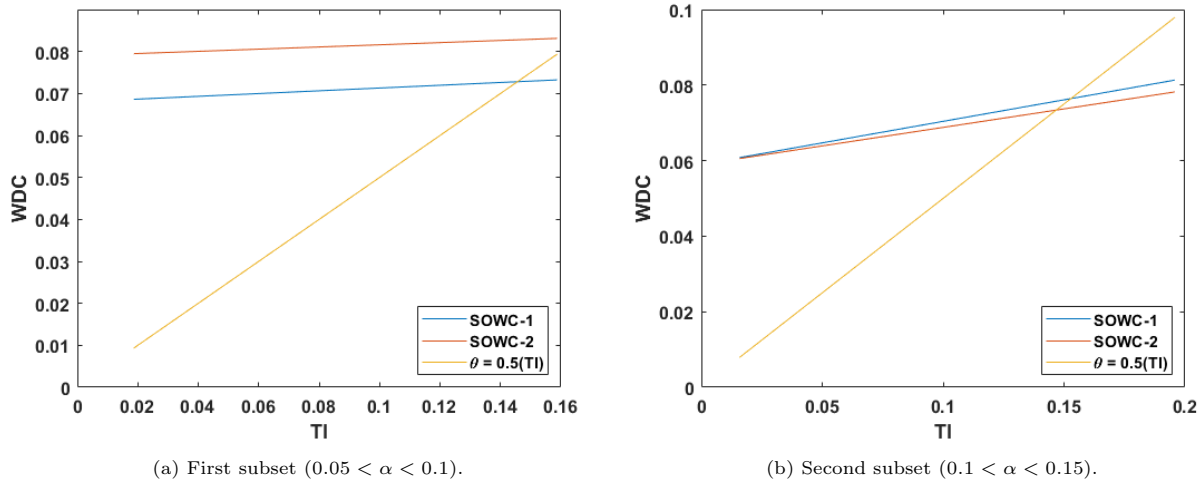 0.08
0.07
0.06
0.05
0.04
0.03
0.02
0.01
0
WDC
0 0.02 0.04 0.06 0.08 0.1 0.12 0.14 0.16
TI
SOWC-1
SOWC-2
θ = 0.5(TI)
(a) First subset (0.05 < α < 0.1).
0.1
0.08
0.06
0.04
0.02
0
WDC
0 0.05 0.1 0.15 0.2
TI
SOWC-1
SOWC-2
θ = 0.5(TI)
(b) Second subset (0.1 < α < 0.15).